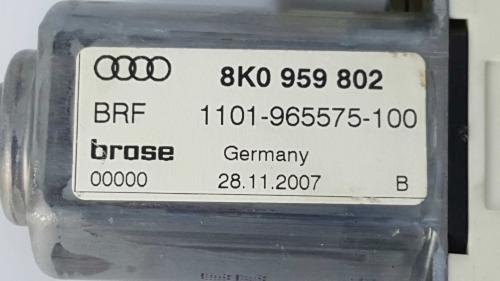 8K0 959 802
BRF 1101-965575-100
brose Germany
00000 28.11.2007 B